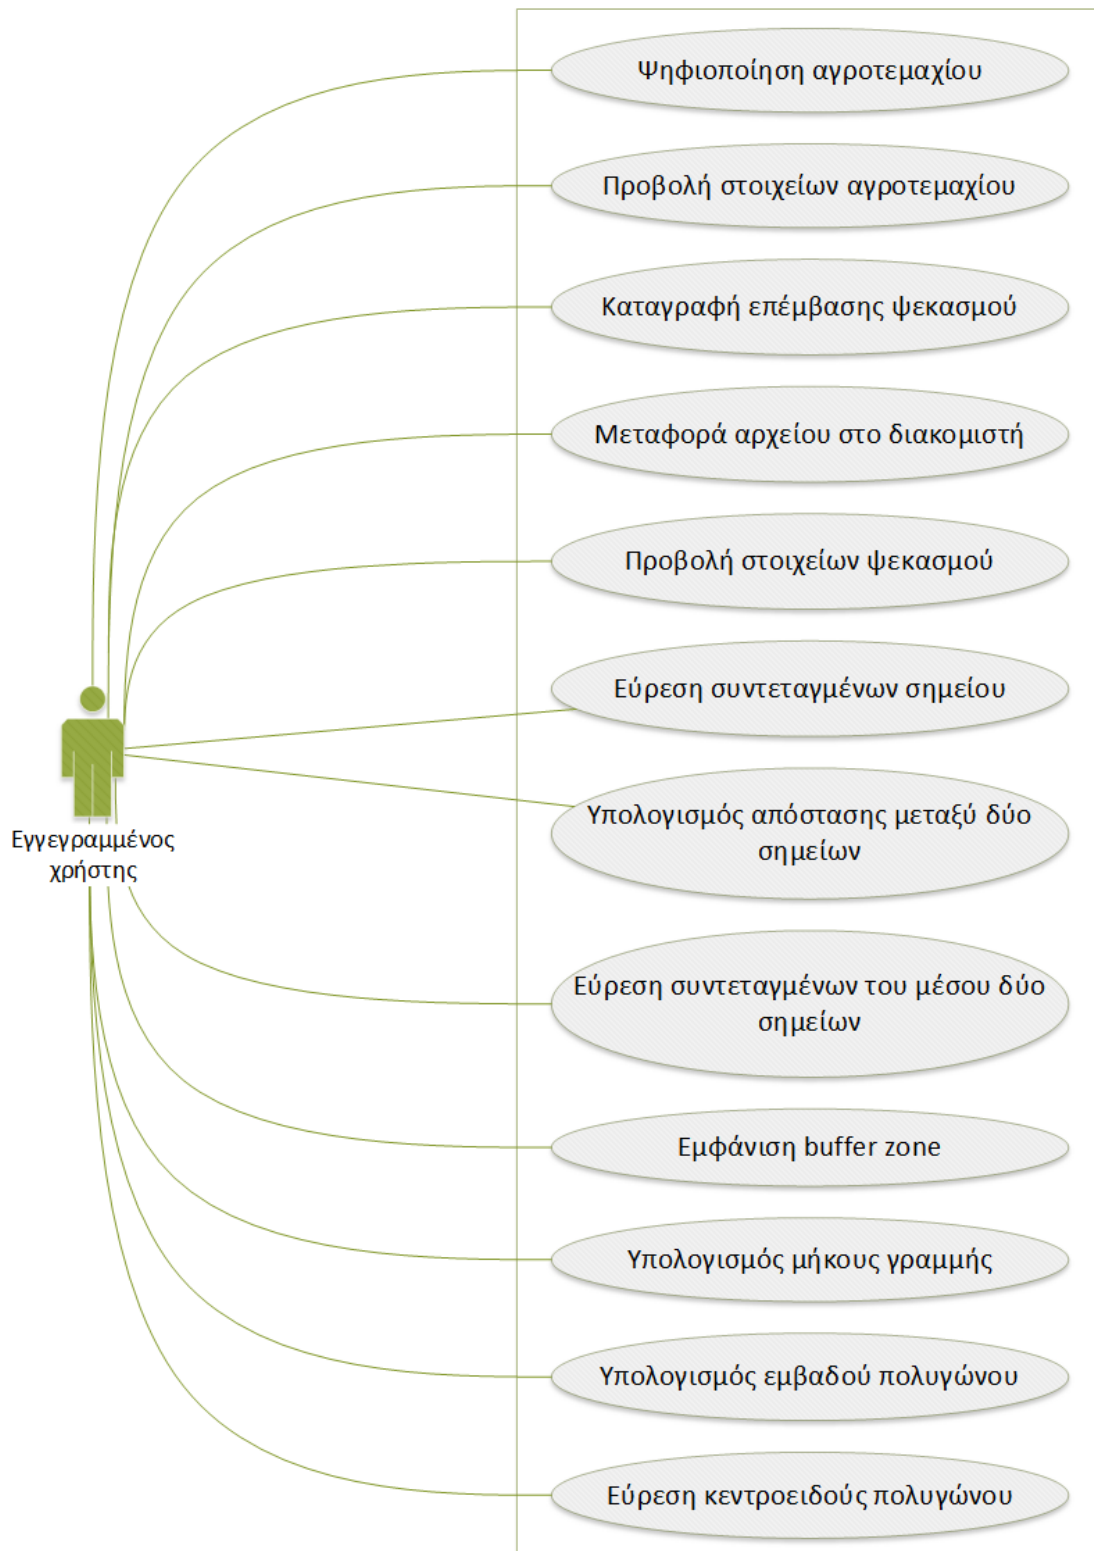 Ψηφιοποίηση αγροτεμαχίου
Προβολή στοιχείων αγροτεμαχίου
Καταγραφή επέμβασης ψεκασμού
Μεταφορά αρχείου στο διακομιστή
Προβολή στοιχείων ψεκασμού
Εύρεση συντεταγμένων σημείου
Υπολογισμός απόστασης μεταξύ δύο
σημείων
Εγγεγραμμένος
χρήστης
Εύρεση συντεταγμένων του μέσου δύο
σημείων
Εμφάνιση buffer zone
Υπολογισμός μήκους γραμμής
Υπολογισμός εμβαδού πολυγώνου
Εύρεση κεντροειδούς πολυγώνου